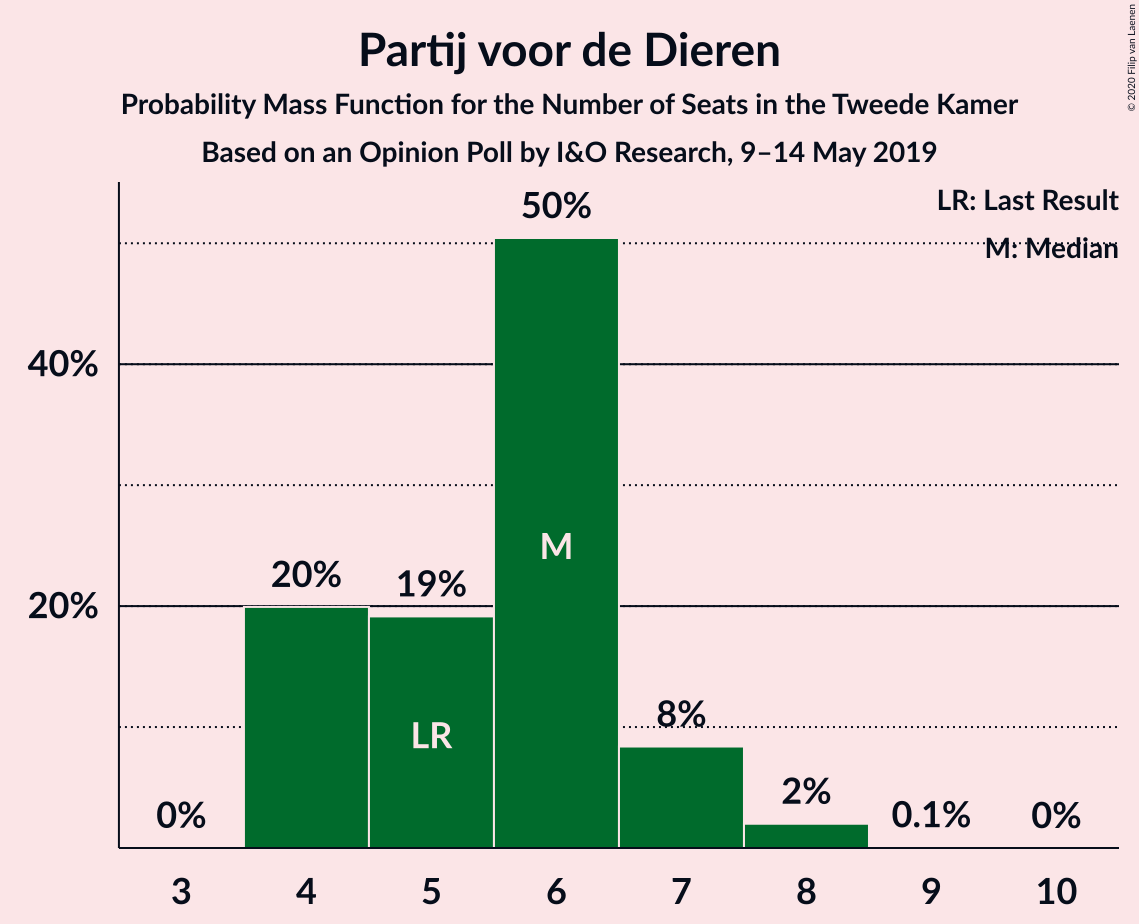 Partij voor de Dieren
Probability Mass Function for the Number of Seats in the Tweede Kamer
Based on an Opinion Poll by I&O Research, 9–14 May 2019
© 2020 Filip van Laenen
LR: Last Result
M: Median
40%
20%
0%
20%
19%
50%
8%
2%
0.1%
0%
LR
M
3 4 5 6 7 8 9 10